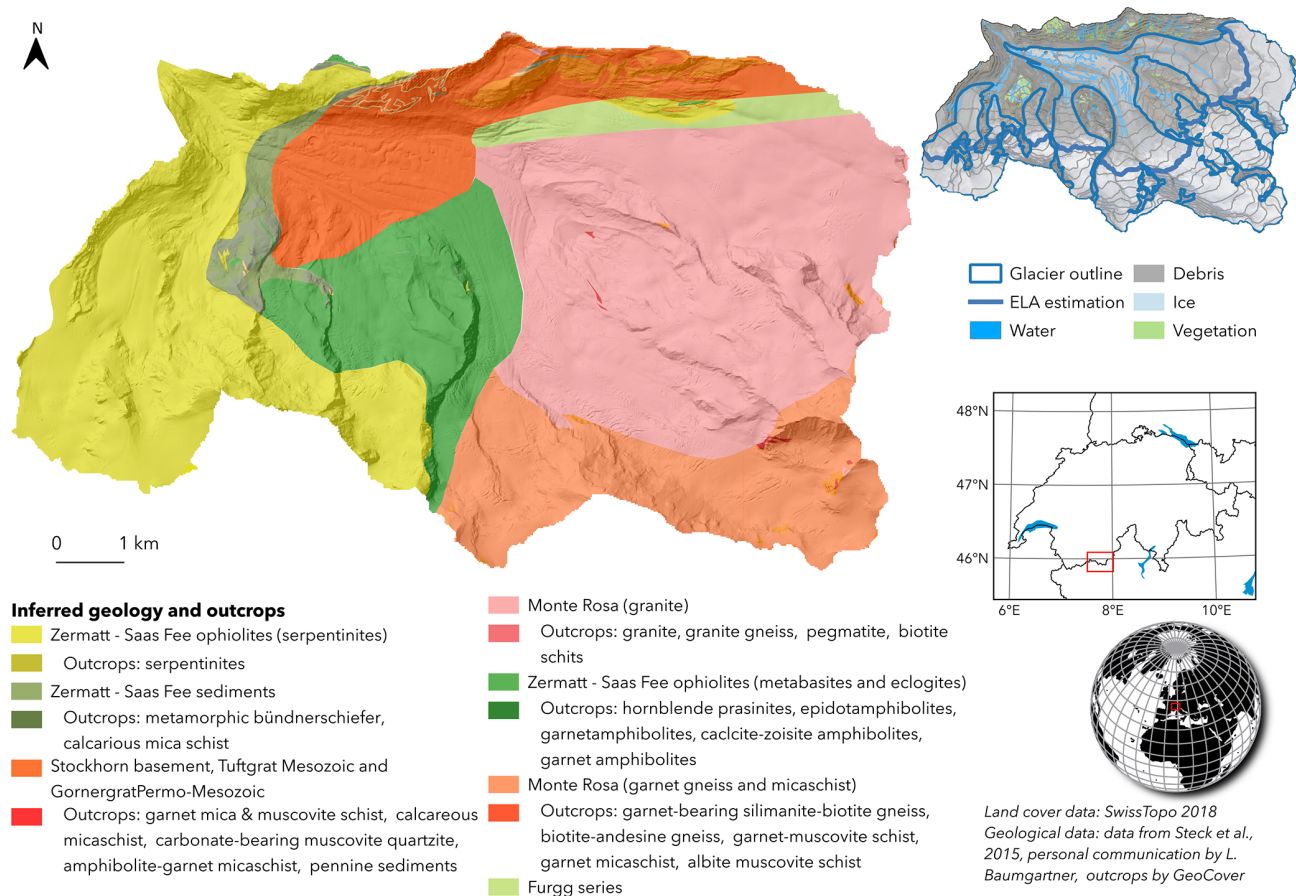 N
0 1 km
Glacier outline
ELA estimation
Water
Debris
Ice
Vegetation
48°N
47°N
46°N
6°E 8°E 10°E
Inferred geology and outcrops
Zermatt - Saas Fee ophiolites (serpentinites)
Outcrops: serpentinites
Zermatt - Saas Fee sediments
Outcrops: metamorphic bündnerschiefer,
calcarious mica schist
Stockhorn basement, Tuftgrat Mesozoic and
GornergratPermo-Mesozoic
Outcrops: garnet mica & muscovite schist, calcareous
micaschist, carbonate-bearing muscovite quartzite,
amphibolite-garnet micaschist, pennine sediments
Monte Rosa (granite)
Outcrops: granite, granite gneiss, pegmatite, biotite
schits
Zermatt - Saas Fee ophiolites (metabasites and eclogites)
Outcrops: hornblende prasinites, epidotamphibolites,
garnetamphibolites, caclcite-zoisite amphibolites,
garnet amphibolites
Monte Rosa (garnet gneiss and micaschist)
Outcrops: garnet-bearing silimanite-biotite gneiss,
biotite-andesine gneiss, garnet-muscovite schist,
garnet micaschist, albite muscovite schist
Furgg series
Land cover data: SwissTopo 2018
Geological data: data from Steck et al.,
2015, personal communication by L.
Baumgartner, outcrops by GeoCover